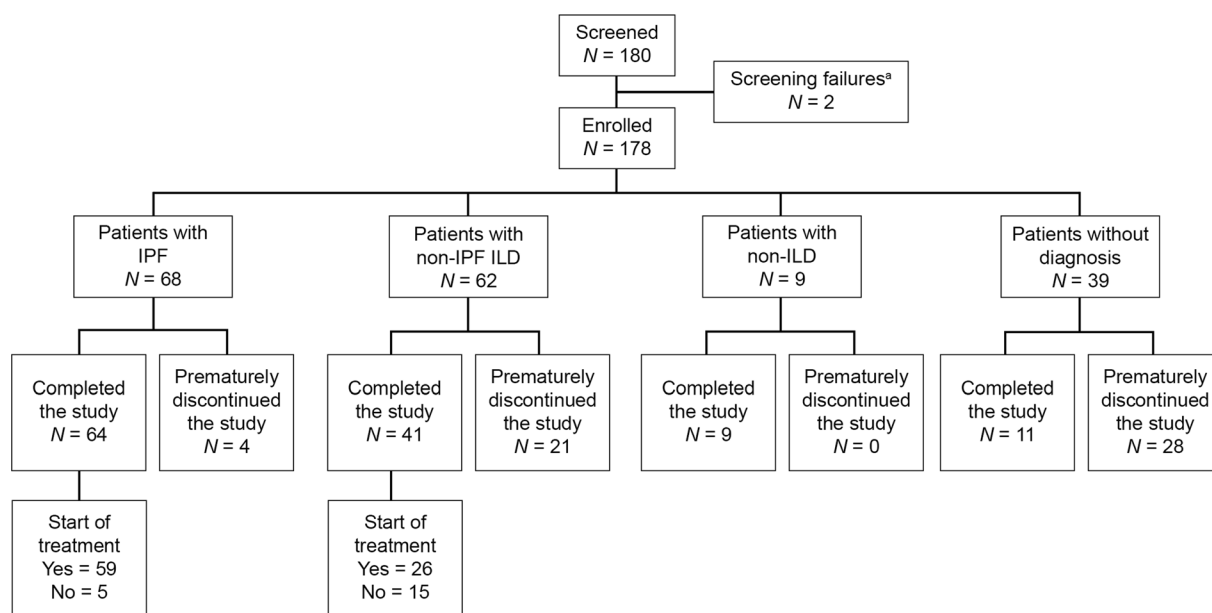 Screened
N = 180
Screening failuresᵃ
N = 2
Enrolled
N = 178
Patients with
IPF
N = 68
Patients with
non-IPF ILD
N = 62
Patients with
non-ILD
N = 9
Patients without
diagnosis
N = 39
Completed
the study
N = 64
Prematurely
discontinued
the study
N = 4
Completed
the study
N = 41
Prematurely
discontinued
the study
N = 21
Completed
the study
N = 9
Prematurely
discontinued
the study
N = 0
Completed
the study
N = 11
Prematurely
discontinued
the study
N = 28
Start of
treatment
Yes = 59
No = 5
Start of
treatment
Yes = 26
No = 15